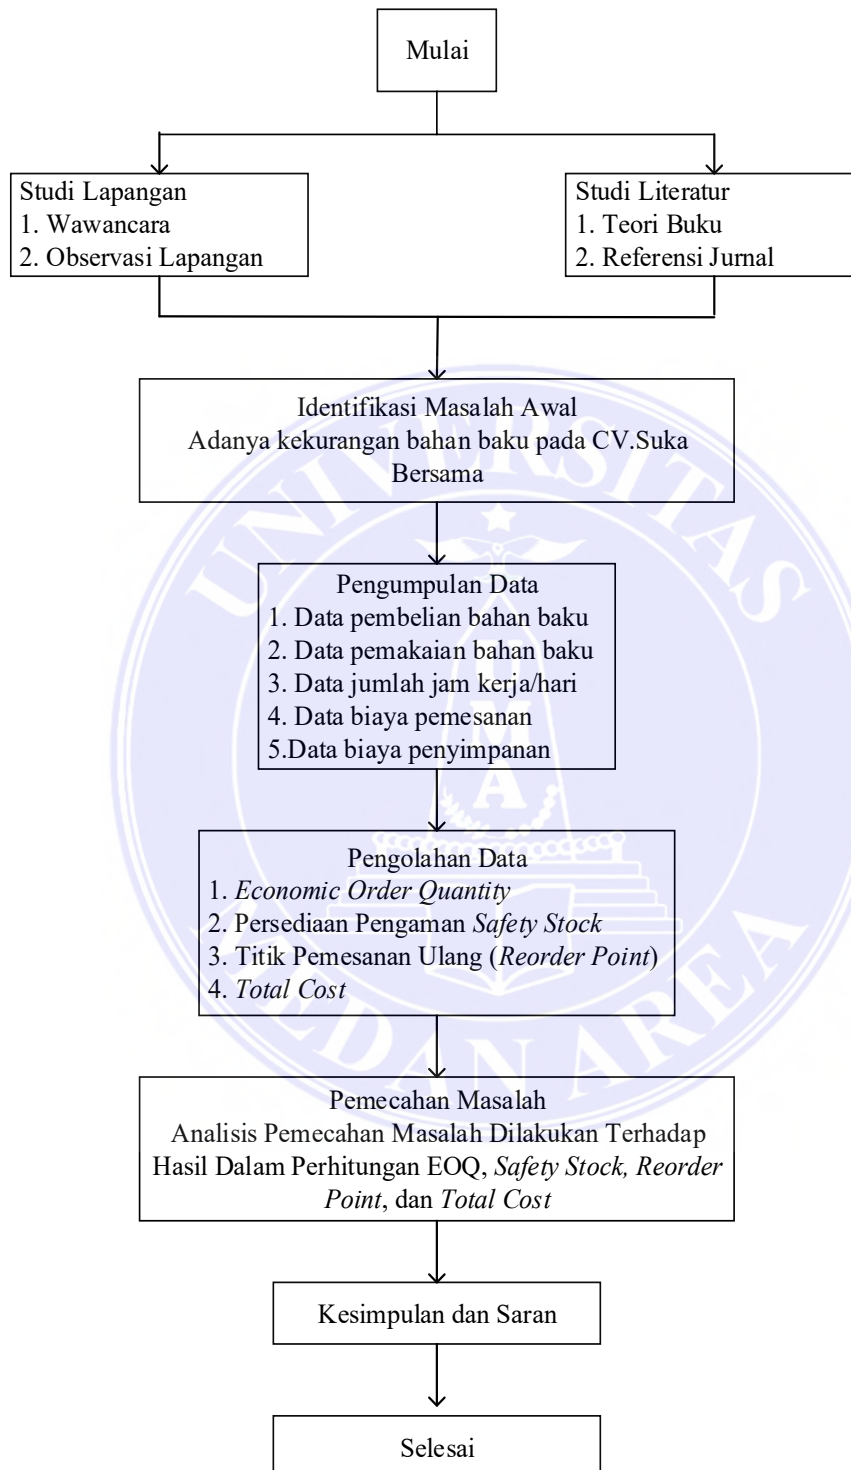 Mulai
Studi Lapangan
1. Wawancara
2. Observasi Lapangan
Studi Literatur
1. Teori Buku
2. Referensi Jurnal
Identifikasi Masalah Awal
Adanya kekurangan bahan baku pada CV.Suka
Bersama
Pengumpulan Data
1. Data pembelian bahan baku
2. Data pemakaian bahan baku
3. Data jumlah jam kerja/hari
4. Data biaya pemesanan
5.Data biaya penyimpanan
Pengolahan Data
1. Economic Order Quantity
2. Persediaan Pengaman Safety Stock
3. Titik Pemesanan Ulang (Reorder Point)
4. Total Cost
Pemecahan Masalah
Analisis Pemecahan Masalah Dilakukan Terhadap
Hasil Dalam Perhitungan EOQ, Safety Stock, Reorder
Point, dan Total Cost
Kesimpulan dan Saran
Selesai
UNIVERSITAS
UMA
MEDAN AREA